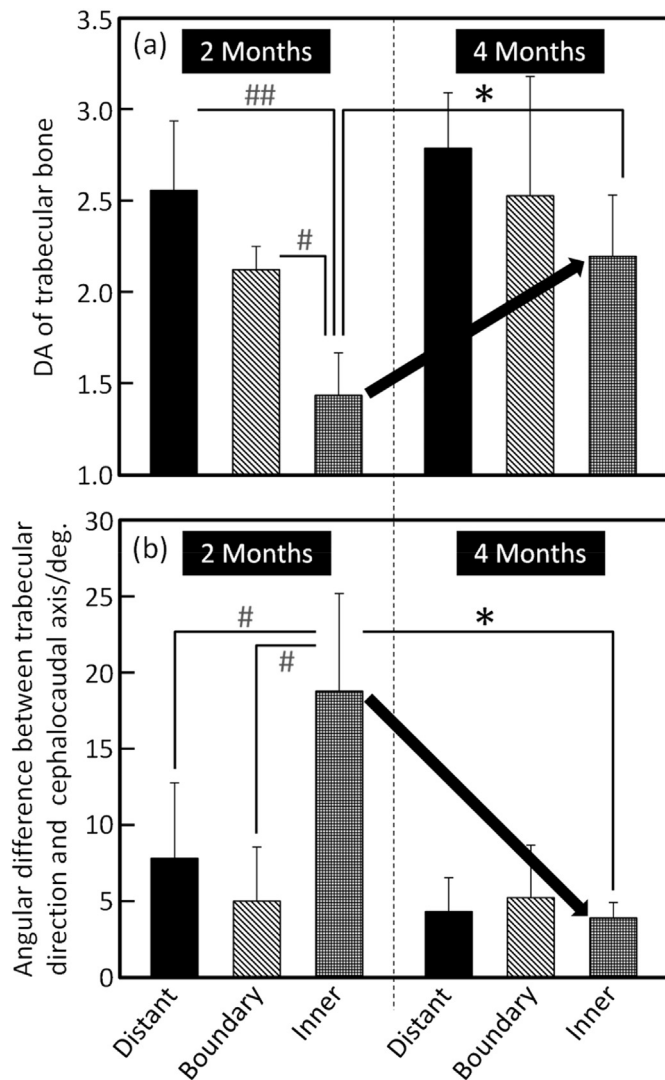 (a)
2 Months
4 Months
3.5
3.0
2.5
2.0
1.5
1.0
DA of trabecular bone
##
#
*
(b)
2 Months
4 Months
30
25
20
15
10
5
0
Angular difference between trabecular
direction and cephalocaudal axis/deg.
#
#
*
Distant
Boundary
Inner
Distant
Boundary
Inner